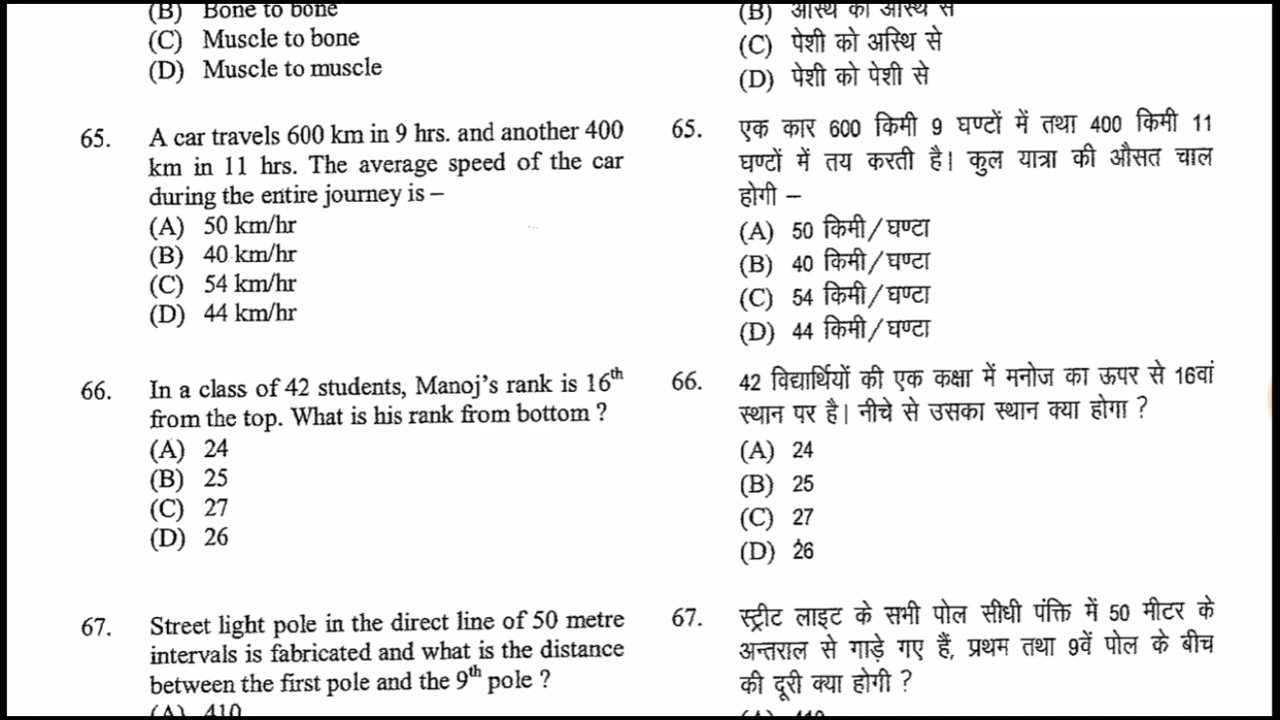 (B) Bone to bone
(C) Muscle to bone
(D) Muscle to muscle
65. A car travels 600 km in 9 hrs. and another 400
km in 11 hrs. The average speed of the car
during the entire journey is –
(A) 50 km/hr
(B) 40 km/hr
(C) 54 km/hr
(D) 44 km/hr
66. In a class of 42 students, Manoj's rank is 16th
from the top. What is his rank from bottom ?
(A) 24
(B) 25
(C) 27
(D) 26
67. Street light pole in the direct line of 50 metre
intervals is fabricated and what is the distance
between the first pole and the 9th pole ?
(A) 410
(B) अस्थि को अस्थि से
(C) पेशी को अस्थि से
(D) पेशी को पेशी से
65. एक कार 600 किमी 9 घण्टों में तथा 400 किमी 11
घण्टों में तय करती है। कुल यात्रा की औसत चाल
होगी –
(A) 50 किमी/घण्टा
(B) 40 किमी/घण्टा
(C) 54 किमी/घण्टा
(D) 44 किमी/घण्टा
66. 42 विद्यार्थियों की एक कक्षा में मनोज का ऊपर से 16वां
स्थान पर है। नीचे से उसका स्थान क्या होगा ?
(A) 24
(B) 25
(C) 27
(D) 26
67. स्ट्रीट लाइट के सभी पोल सीधी पंक्ति में 50 मीटर के
अन्तराल से गाड़े गए हैं, प्रथम तथा 9वें पोल के बीच
की दूरी क्या होगी ?
(A) 410